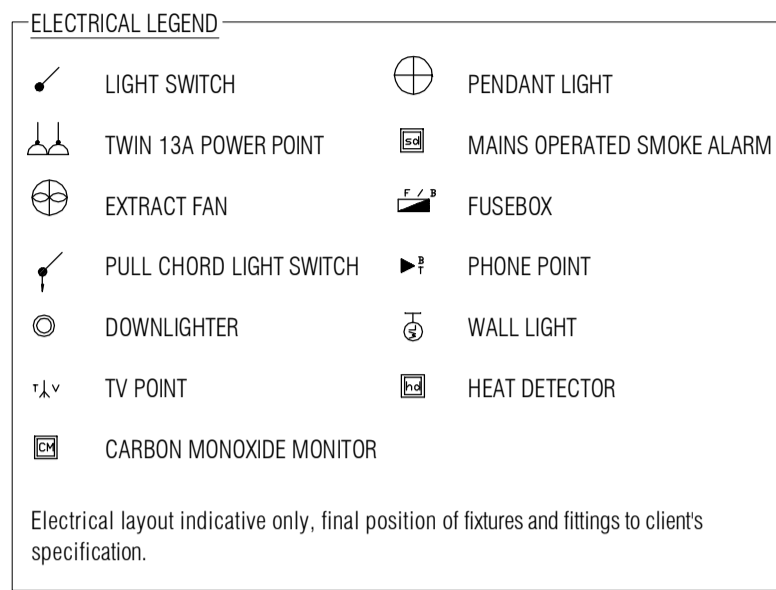 ELECTRICAL LEGEND
LIGHT SWITCH
PENDANT LIGHT
TWIN 13A POWER POINT
sd MAINS OPERATED SMOKE ALARM
EXTRACT FAN
F / B FUSEBOX
PULL CHORD LIGHT SWITCH
B T PHONE POINT
DOWNLIGHTER
WALL LIGHT
T V TV POINT
hd HEAT DETECTOR
CM CARBON MONOXIDE MONITOR
Electrical layout indicative only, final position of fixtures and fittings to client's
specification.